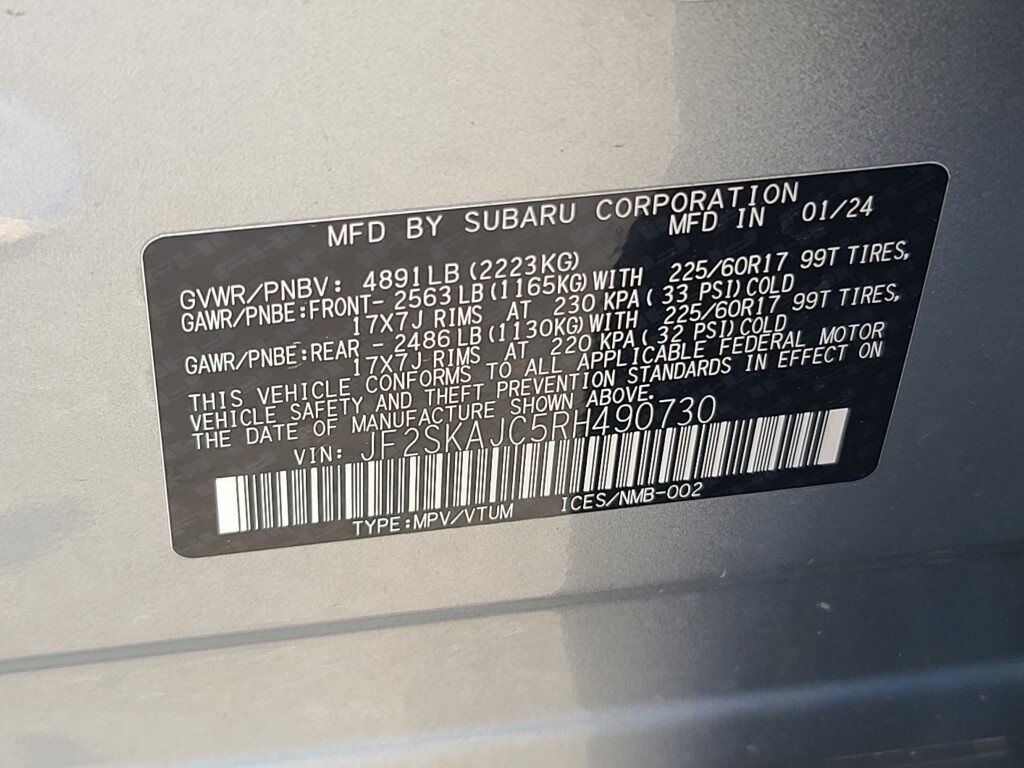 MFD BY SUBARU CORPORATION
MFD IN 01/24
GVWR/PNBV: 4891LB(2223KG)
GAWR/PNBE:FRONT- 2563LB(1165KG)WITH 225/60R17 99T TIRES,
17X7J RIMS AT 230 KPA( 33 PSI)COLD
GAWR/PNBE:REAR - 2486LB(1130KG)WITH 225/60R17 99T TIRES,
17X7J RIMS AT 220 KPA( 32 PSI)COLD
THIS VEHICLE CONFORMS TO ALL APPLICABLE FEDERAL MOTOR
VEHICLE SAFETY AND THEFT PREVENTION STANDARDS IN EFFECT ON
THE DATE OF MANUFACTURE SHOWN ABOVE.
VIN: JF2SKAJC5RH490730
TYPE:MPV/VTUM ICES/NMB-002